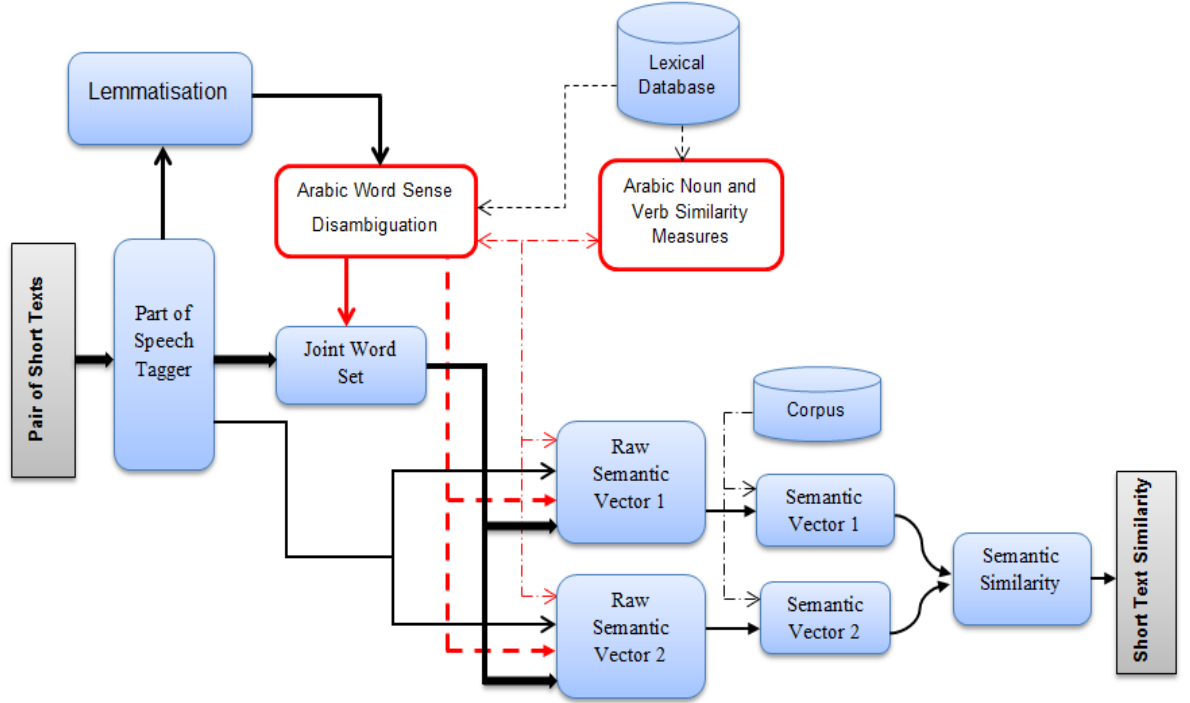 Lemmatisation
Lexical
Database
Arabic Word Sense
Disambiguation
Arabic Noun and
Verb Similarity
Measures
Pair of Short Texts
Part of
Speech
Tagger
Joint Word
Set
Corpus
Raw
Semantic
Vector 1
Semantic
Vector 1
Raw
Semantic
Vector 2
Semantic
Vector 2
Semantic
Similarity
Short Text Similarity